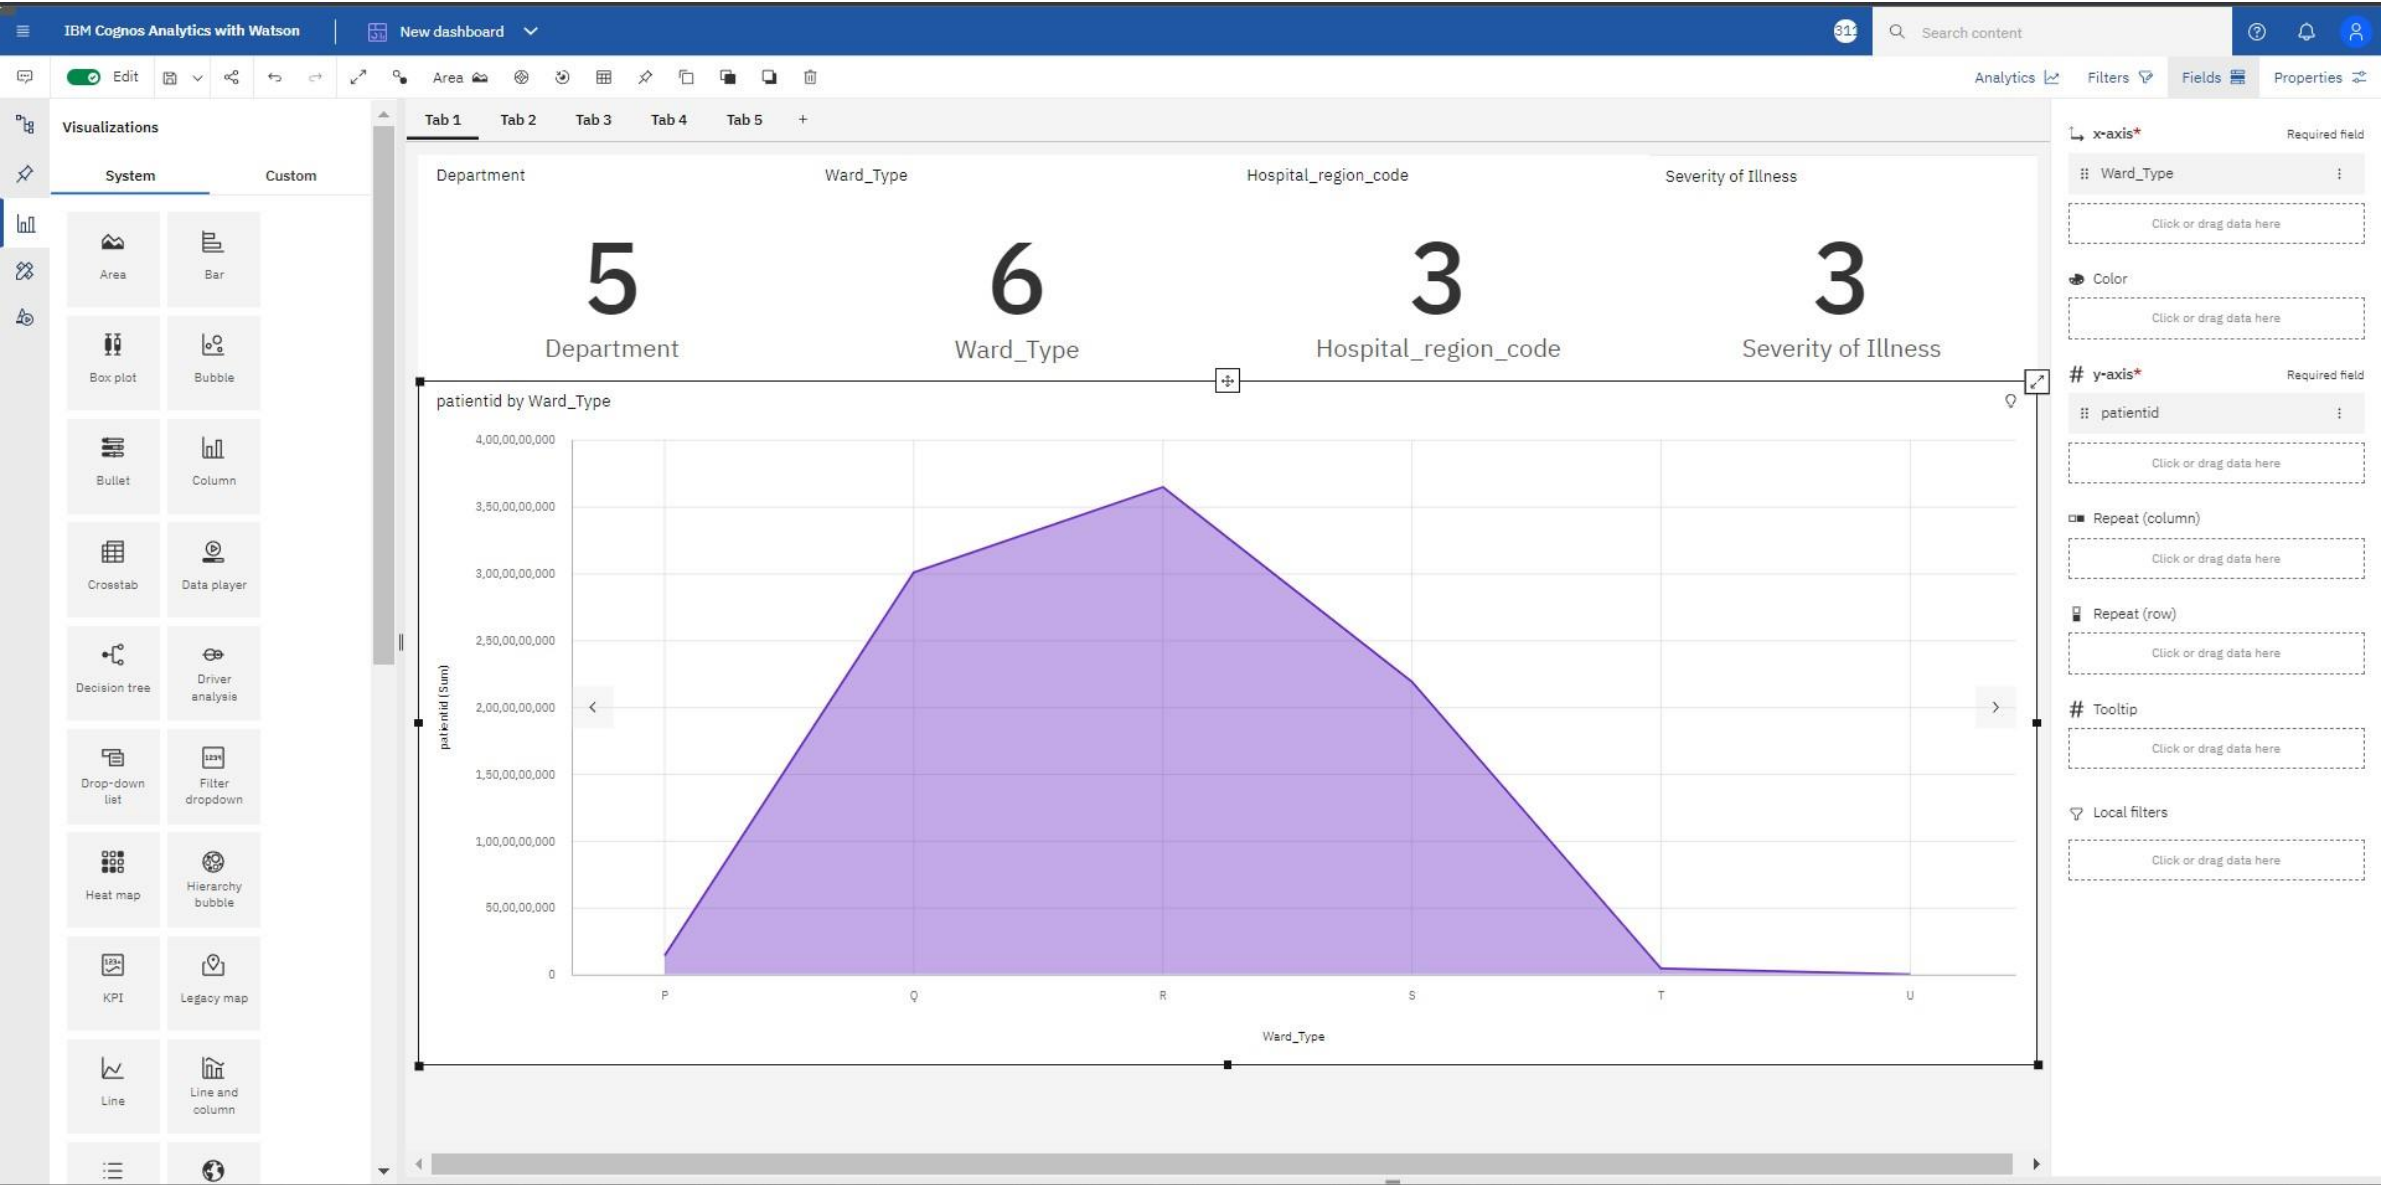 IBM Cognos Analytics with Watson
New dashboard
311
Search content
Edit
Area
Analytics
Filters
Fields
Properties
Visualizations
System
Custom
Area
Bar
Box plot
Bubble
Bullet
Column
Crosstab
Data player
Decision tree
Driver
analysis
Drop-down
list
Filter
dropdown
Heat map
Hierarchy
bubble
KPI
Legacy map
Line
Line and
column
Tab 1
Tab 2
Tab 3
Tab 4
Tab 5
+
Department
Ward_Type
Hospital_region_code
Severity of Illness
5
6
3
3
Department
Ward_Type
Hospital_region_code
Severity of Illness
patientid by Ward_Type
4,00,00,00,000
3,50,00,00,000
3,00,00,00,000
2,50,00,00,000
2,00,00,00,000
1,50,00,00,000
1,00,00,00,000
50,00,00,000
0
patientid (Sum)
P
Q
R
S
T
U
Ward_Type
x-axis*
Required field
Ward_Type
Click or drag data here
Color
Click or drag data here
# y-axis*
Required field
patientid
Click or drag data here
Repeat (column)
Click or drag data here
Repeat (row)
Click or drag data here
# Tooltip
Click or drag data here
Local filters
Click or drag data here